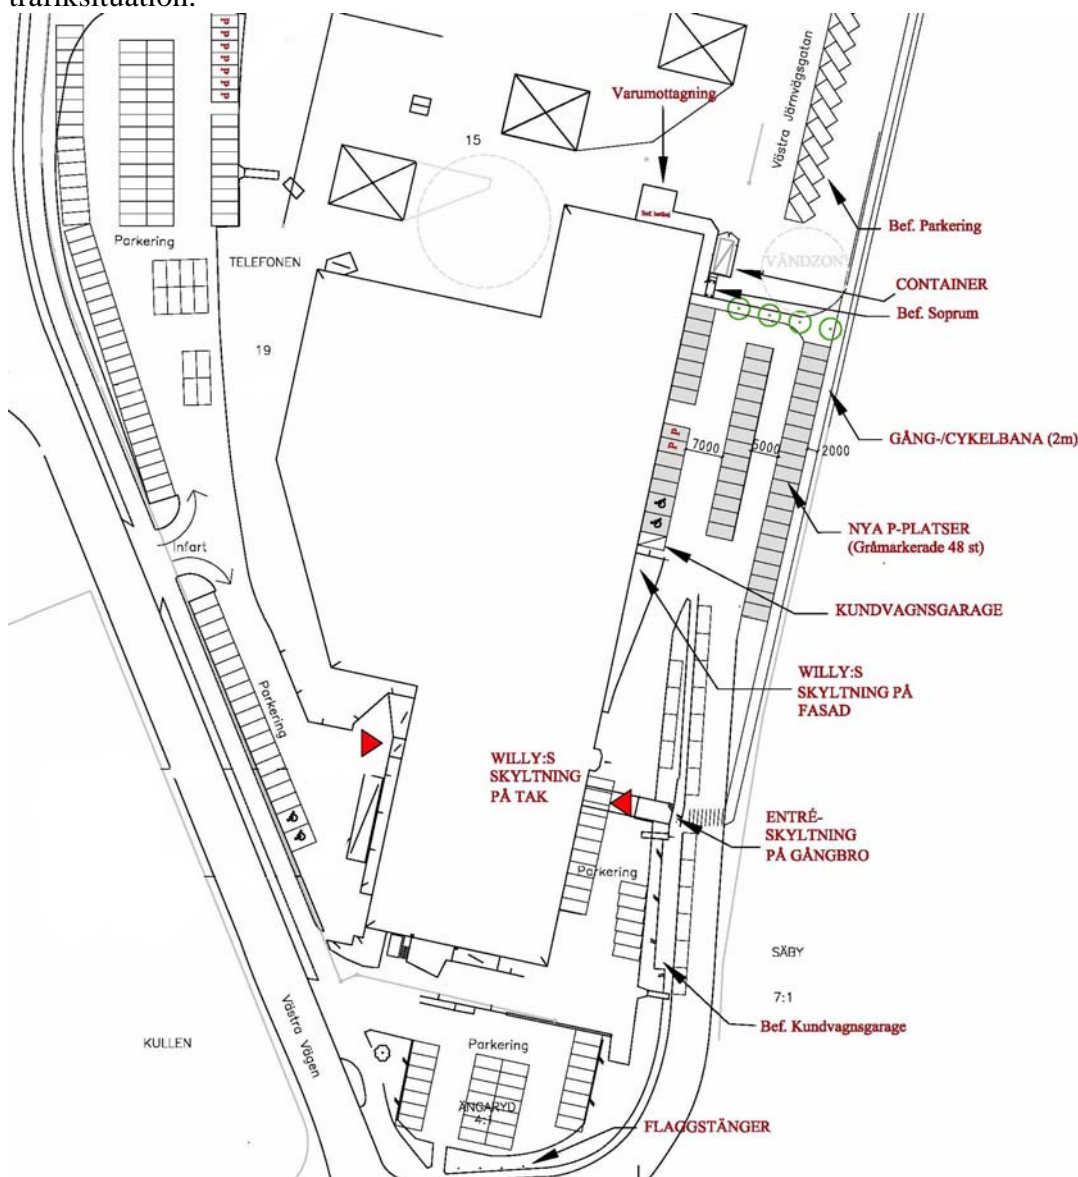 trafiksituation.
P
P
P
P
P
P
P
Varumottagning
Västra Järnvägsgatan
15
Parkering
Bef. Parkering
TELEFONEN
VÄNDZON
CONTAINER
Bef. Soprum
19
P
P
7000
5000
2000
GÅNG-/CYKELBANA (2m)
NYA P-PLATSER
(Gråmarkerade 48 st)
Infart
KUNDVAGNSGARAGE
Parkering
WILLY:S
SKYLTNING PÅ
FASAD
WILLY:S
SKYLTNING
PÅ TAK
ENTRÉ-
SKYLTNING
PÅ GÅNGBRO
Parkering
SÄBY
7:1
Västra Vägen
Bef. Kundvagnsgarage
KULLEN
Parkering
ÄNGARYD
4:1
FLAGGSTÄNGER